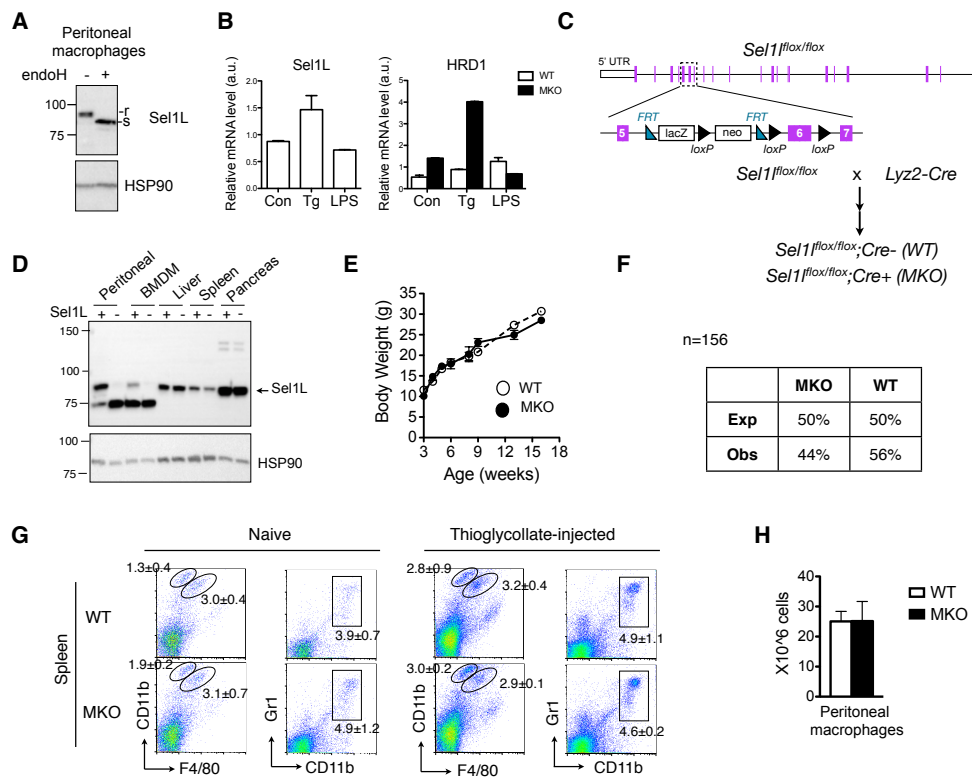 A
Peritoneal
macrophages
endoH - +
100
75
-r
-s
Sel1L
HSP90
B
Sel1L
Relative mRNA level (a.u.)
2.0
1.5
1.0
0.5
0.0
Con Tg LPS
HRD1
Relative mRNA level (a.u.)
5
4
3
2
1
0
Con Tg LPS
WT
MKO
C
Sel1l flox/flox
5' UTR
FRT FRT
5 lacZ neo 6 7
loxP loxP loxP
Sel1l flox/flox x Lyz2-Cre
Sel1l flox/flox;Cre- (WT)
Sel1l flox/flox;Cre+ (MKO)
D
Peritoneal BMDM Liver Spleen Pancreas
Sel1L + - + - + - + - + -
150
100
75
Sel1L
100
75
HSP90
E
Body Weight (g)
35
30
25
20
15
10
5
0
3 6 9 12 15 18
Age (weeks)
WT
MKO
F
n=156
MKO WT
Exp 50% 50%
Obs 44% 56%
G
Naive Thioglycollate-injected
Spleen
WT
1.3±0.4
3.0±0.4
3.9±0.7
2.8±0.9
3.2±0.4
4.9±1.1
MKO
1.9±0.2
3.1±0.7
4.9±1.2
3.0±0.2
2.9±0.1
4.6±0.2
CD11b
F4/80
Gr1
CD11b
CD11b
F4/80
Gr1
CD11b
H
X10^6 cells
40
30
20
10
0
WT
MKO
Peritoneal
macrophages